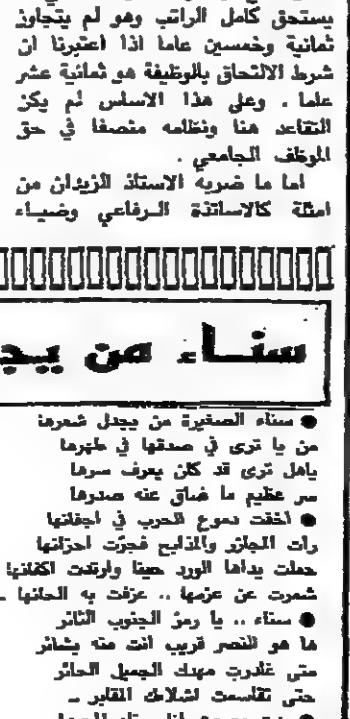 يستحق كامل الراتب وهو لم يتجاوز
ثمانية وخمسين عاما اذا اعتبرنا ان
شرط الالتحاق بالوظيفة هو ثمانية عشر
علما . وعلى هذا الاساس لم يكن
التقاعد هنا ونظامه منصفا في حق
الموظف الجامعي .
اما ما ضربه الاستاذ الزيدان من
امثلة كالاساتذة الرفاعي وضياء
سناء من يجد
● سناء الصغيرة من يجدل شعرها
من يا ترى في صدقها في طهرها
ياهل ترى قد كان يعرف سرها
سر عظيم ما ضاق عنه صدرها
● اخفت دموع الحرب في اجفانها
رات المجازر والمذابح فجرت احزانها
حملت يداها الورد حينا وارتدت اكفانها
شمرت عن عزمها .. عزفت به الحانها ..
● سناء .. يا رمز الجنوب الثائر
ها هو النصر قريب انت منه بشائر
متى غادرت مهدك الجميل الحائر
حتى تقاسمت اشلاءك المقابر ..